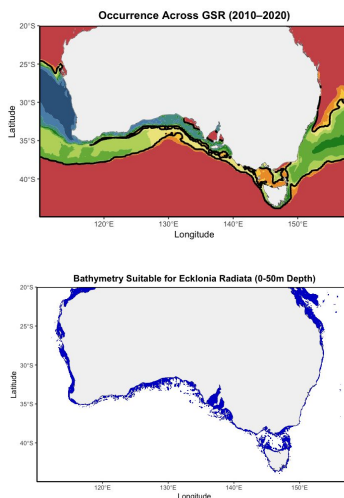 Occurrence Across GSR (2010–2020)
20°S
25°S
30°S
35°S
40°S
Latitude
120°E 130°E 140°E 150°E
Longitude
Bathymetry Suitable for Ecklonia Radiata (0-50m Depth)
20°S
25°S
30°S
35°S
40°S
Latitude
120°E 130°E 140°E 150°E
Longitude